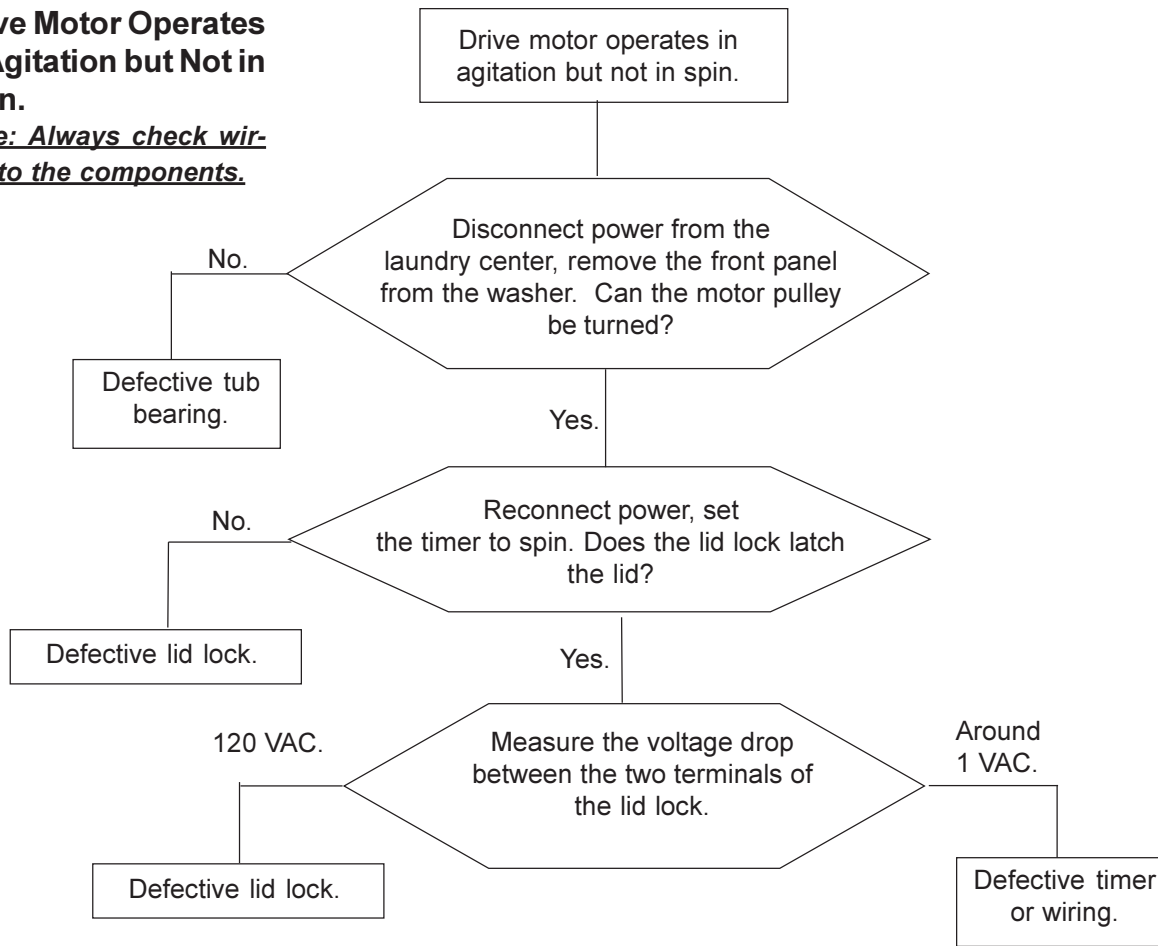 ve Motor Operates
Agitation but Not in
n.
e: Always check wir-
to the components.
Drive motor operates in
agitation but not in spin.
Disconnect power from the
laundry center, remove the front panel
from the washer. Can the motor pulley
be turned?
No.
Defective tub
bearing.
Yes.
Reconnect power, set
the timer to spin. Does the lid lock latch
the lid?
No.
Defective lid lock.
Yes.
Measure the voltage drop
between the two terminals of
the lid lock.
120 VAC.
Around
1 VAC.
Defective lid lock.
Defective timer
or wiring.